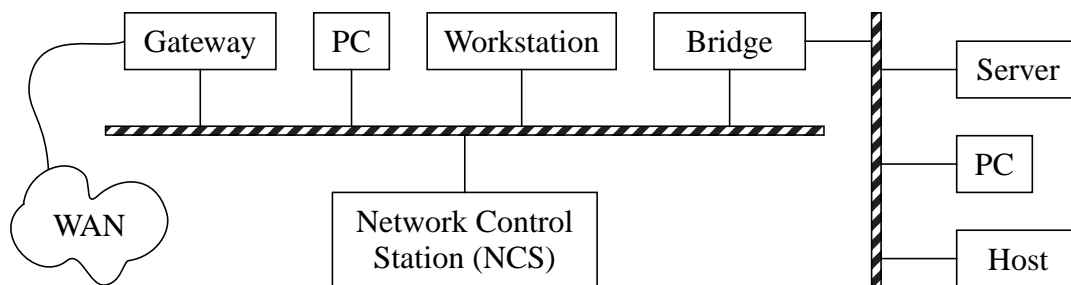 Gateway
PC
Workstation
Bridge
Server
PC
Host
WAN
Network Control
Station (NCS)